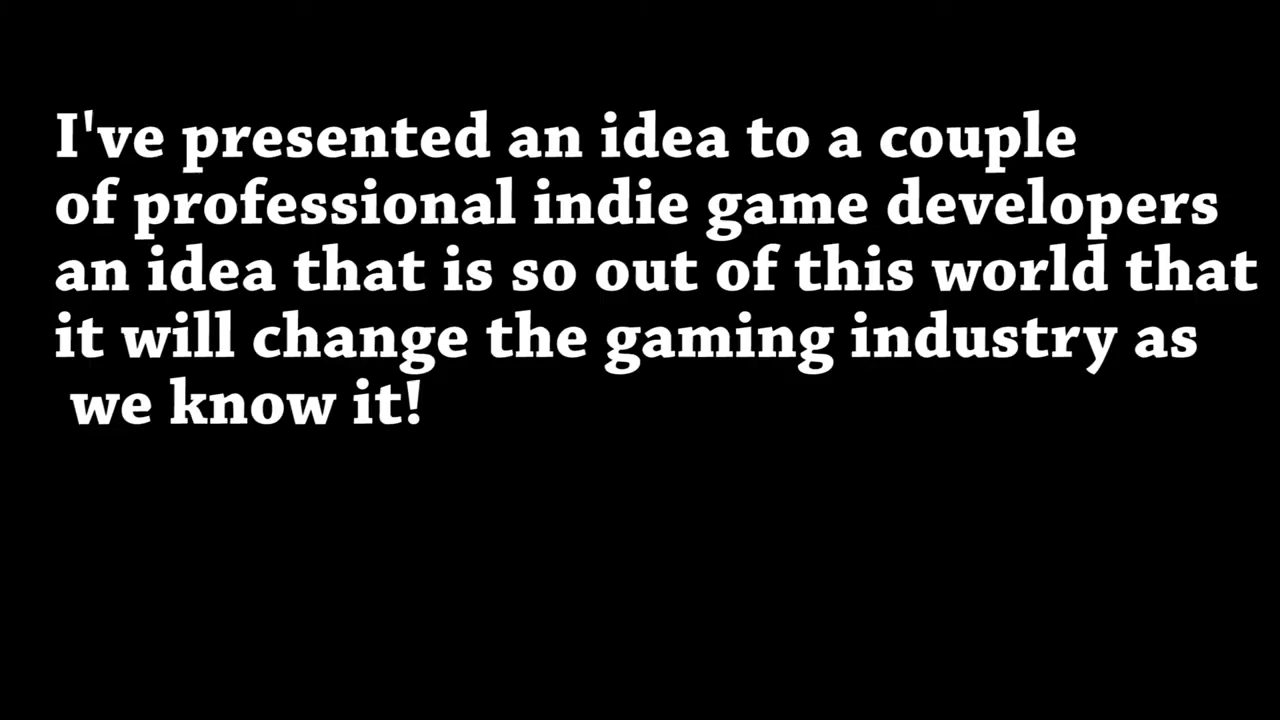 I've presented an idea to a couple
of professional indie game developers
an idea that is so out of this world that
it will change the gaming industry as
we know it!